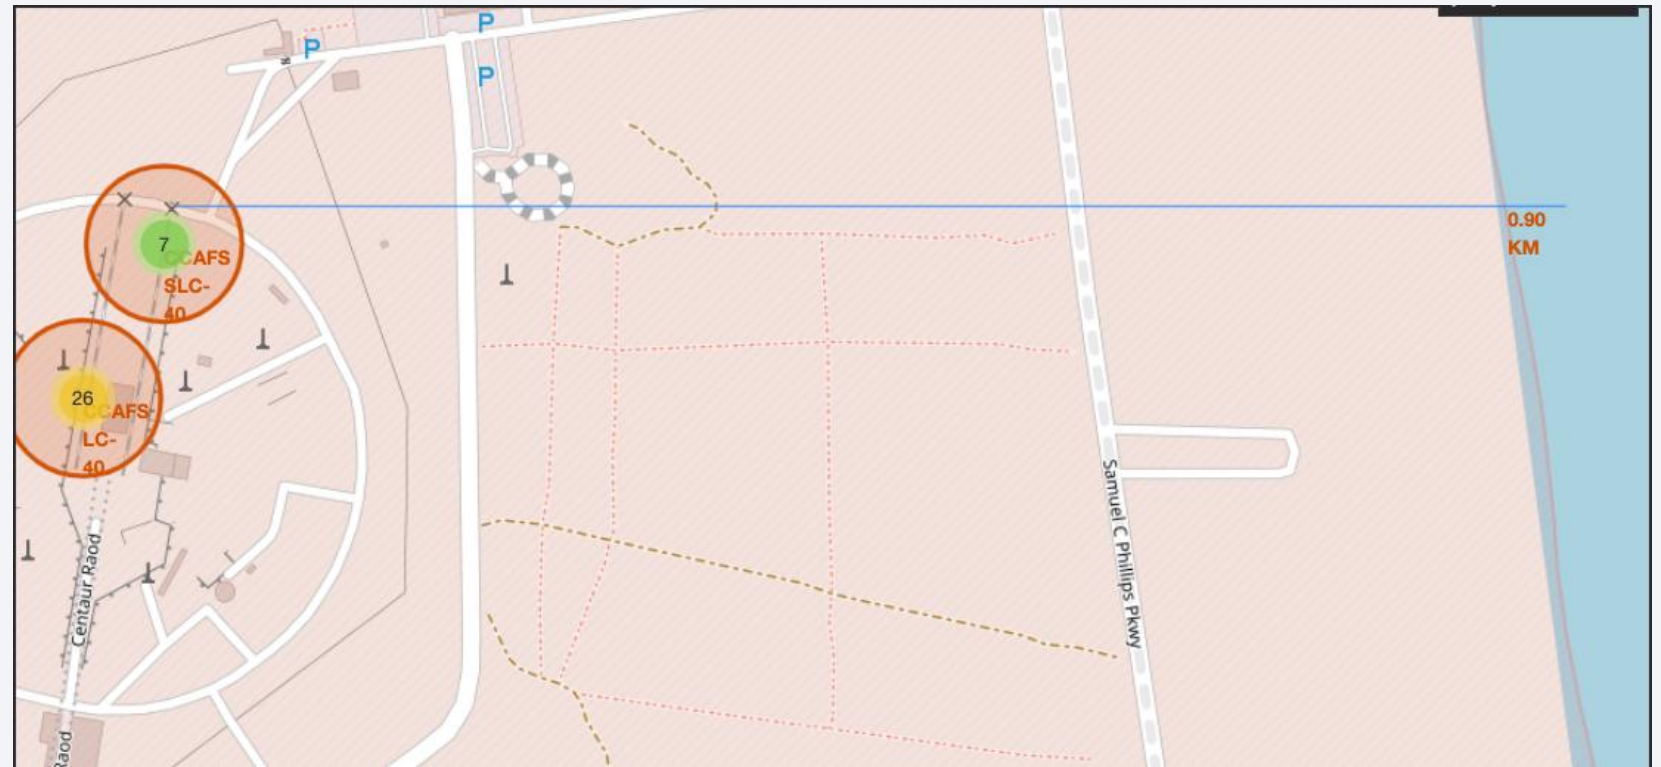 P
P
P
0.90
KM
7
CCAFS
SLC-
40
26
CCAFS
LC-
40
Samuel C Phillips Pkwy
Centaur Raod
Raod